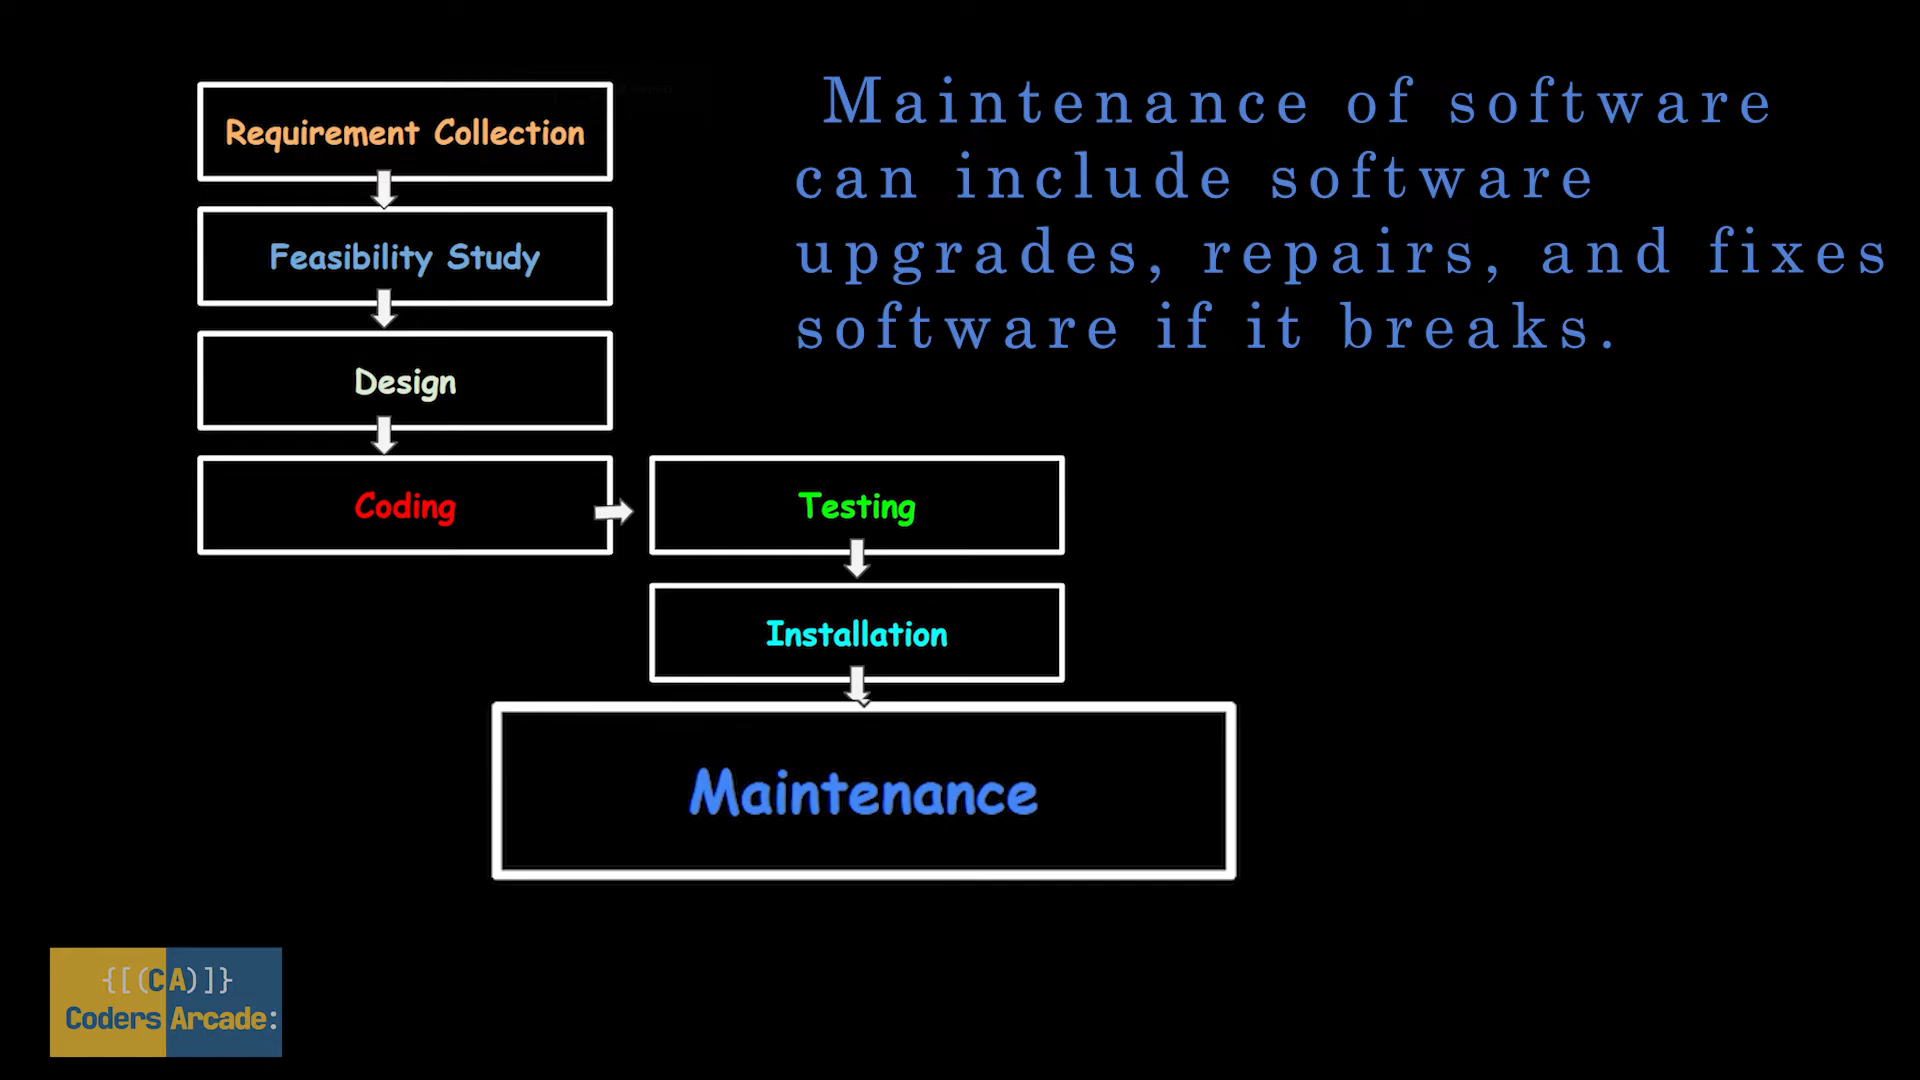 Requirement Collection
Feasibility Study
Design
Coding
Testing
Installation
Maintenance
Maintenance of software
can include software
upgrades, repairs, and fixes
software if it breaks.
{[(CA)]}
Coders Arcade: